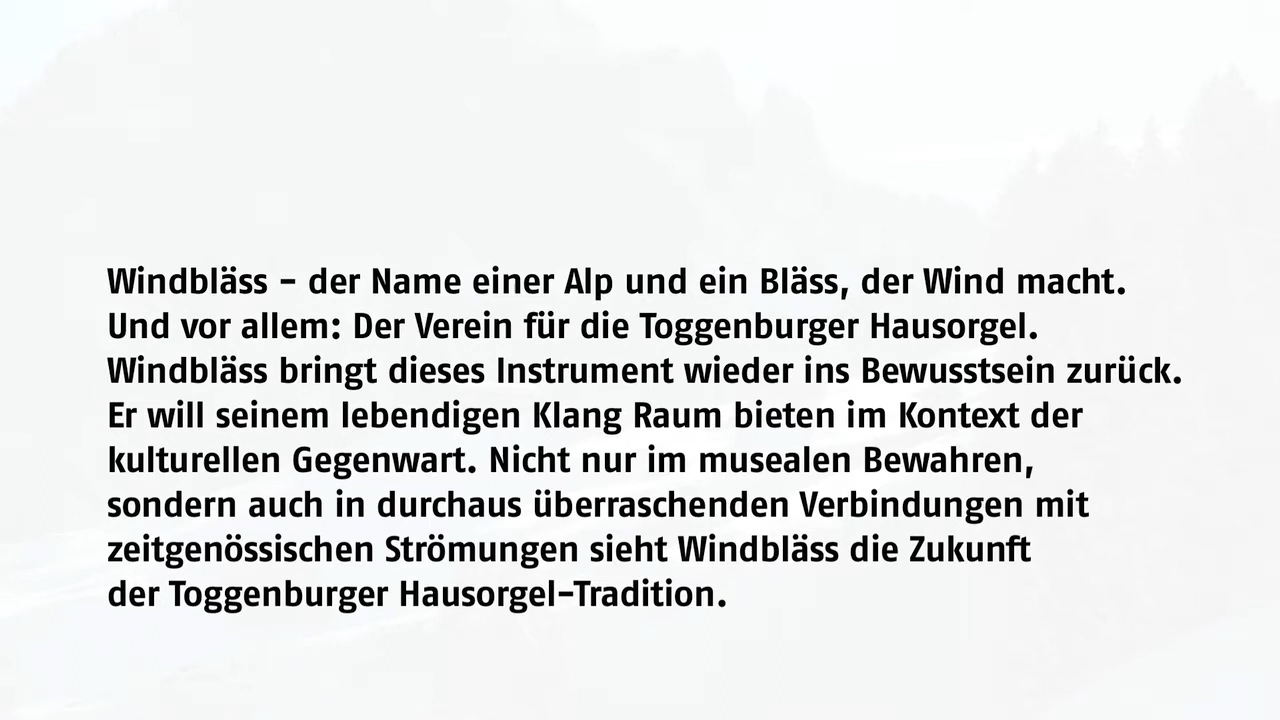 Windbläss – der Name einer Alp und ein Bläss, der Wind macht.
Und vor allem: Der Verein für die Toggenburger Hausorgel.
Windbläss bringt dieses Instrument wieder ins Bewusstsein zurück.
Er will seinem lebendigen Klang Raum bieten im Kontext der
kulturellen Gegenwart. Nicht nur im musealen Bewahren,
sondern auch in durchaus überraschenden Verbindungen mit
zeitgenössischen Strömungen sieht Windbläss die Zukunft
der Toggenburger Hausorgel-Tradition.